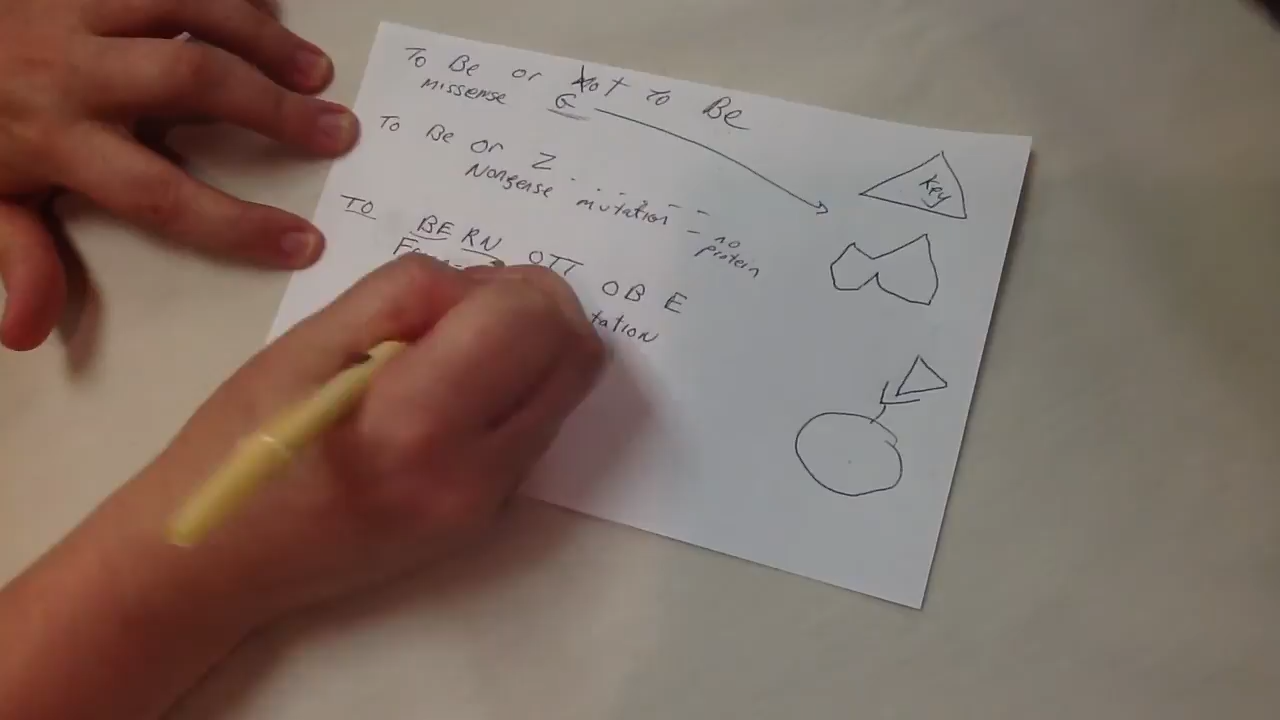 To Be or Not To Be
missense G
To Be or Z . . . . - -
Nonsense mutation - no protein
TO BE RN OTT OB E
tation
Key